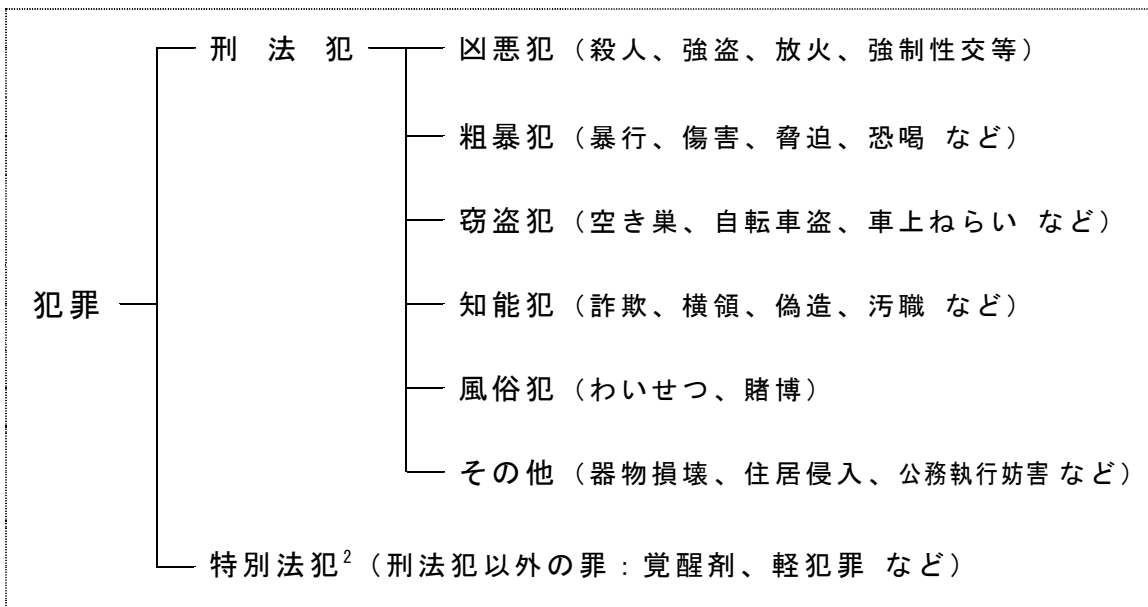 刑法犯 凶悪犯（殺人、強盗、放火、強制性交等）
粗暴犯（暴行、傷害、脅迫、恐喝 など）
窃盗犯（空き巣、自転車盗、車上ねらい など）
犯罪 知能犯（詐欺、横領、偽造、汚職 など）
風俗犯（わいせつ、賭博）
その他（器物損壊、住居侵入、公務執行妨害 など）
特別法犯2（刑法犯以外の罪：覚醒剤、軽犯罪 など）